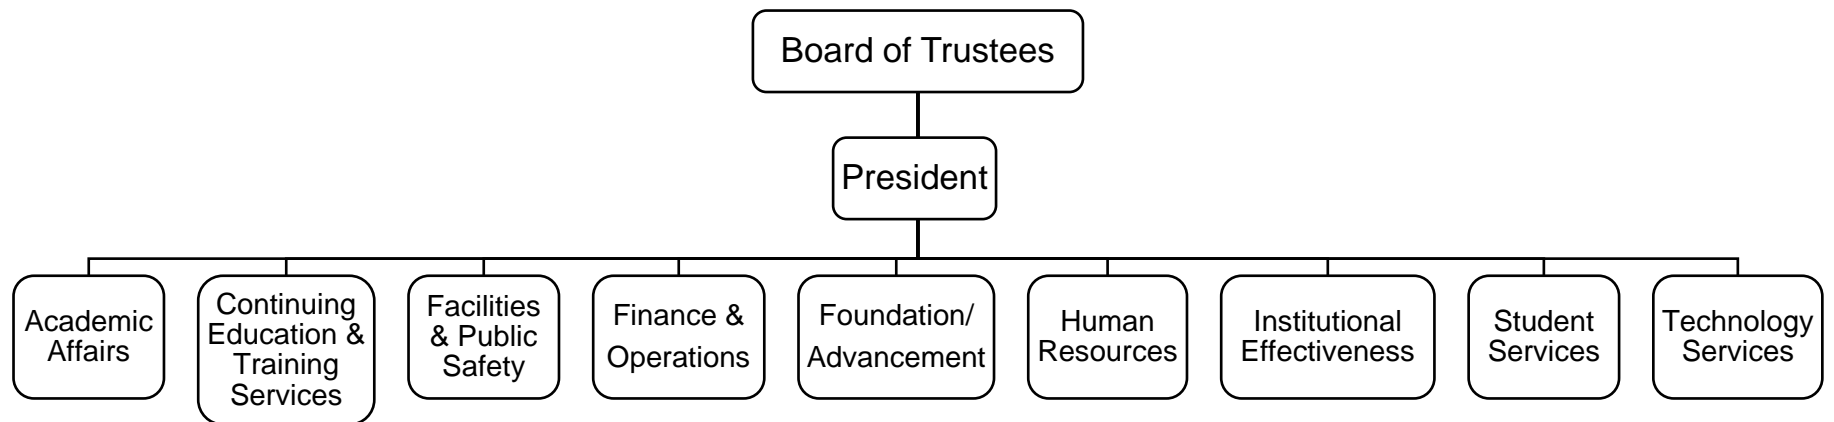 Board of Trustees
President
Academic
Affairs
Continuing
Education &
Training
Services
Facilities
& Public
Safety
Finance &
Operations
Foundation/
Advancement
Human
Resources
Institutional
Effectiveness
Student
Services
Technology
Services